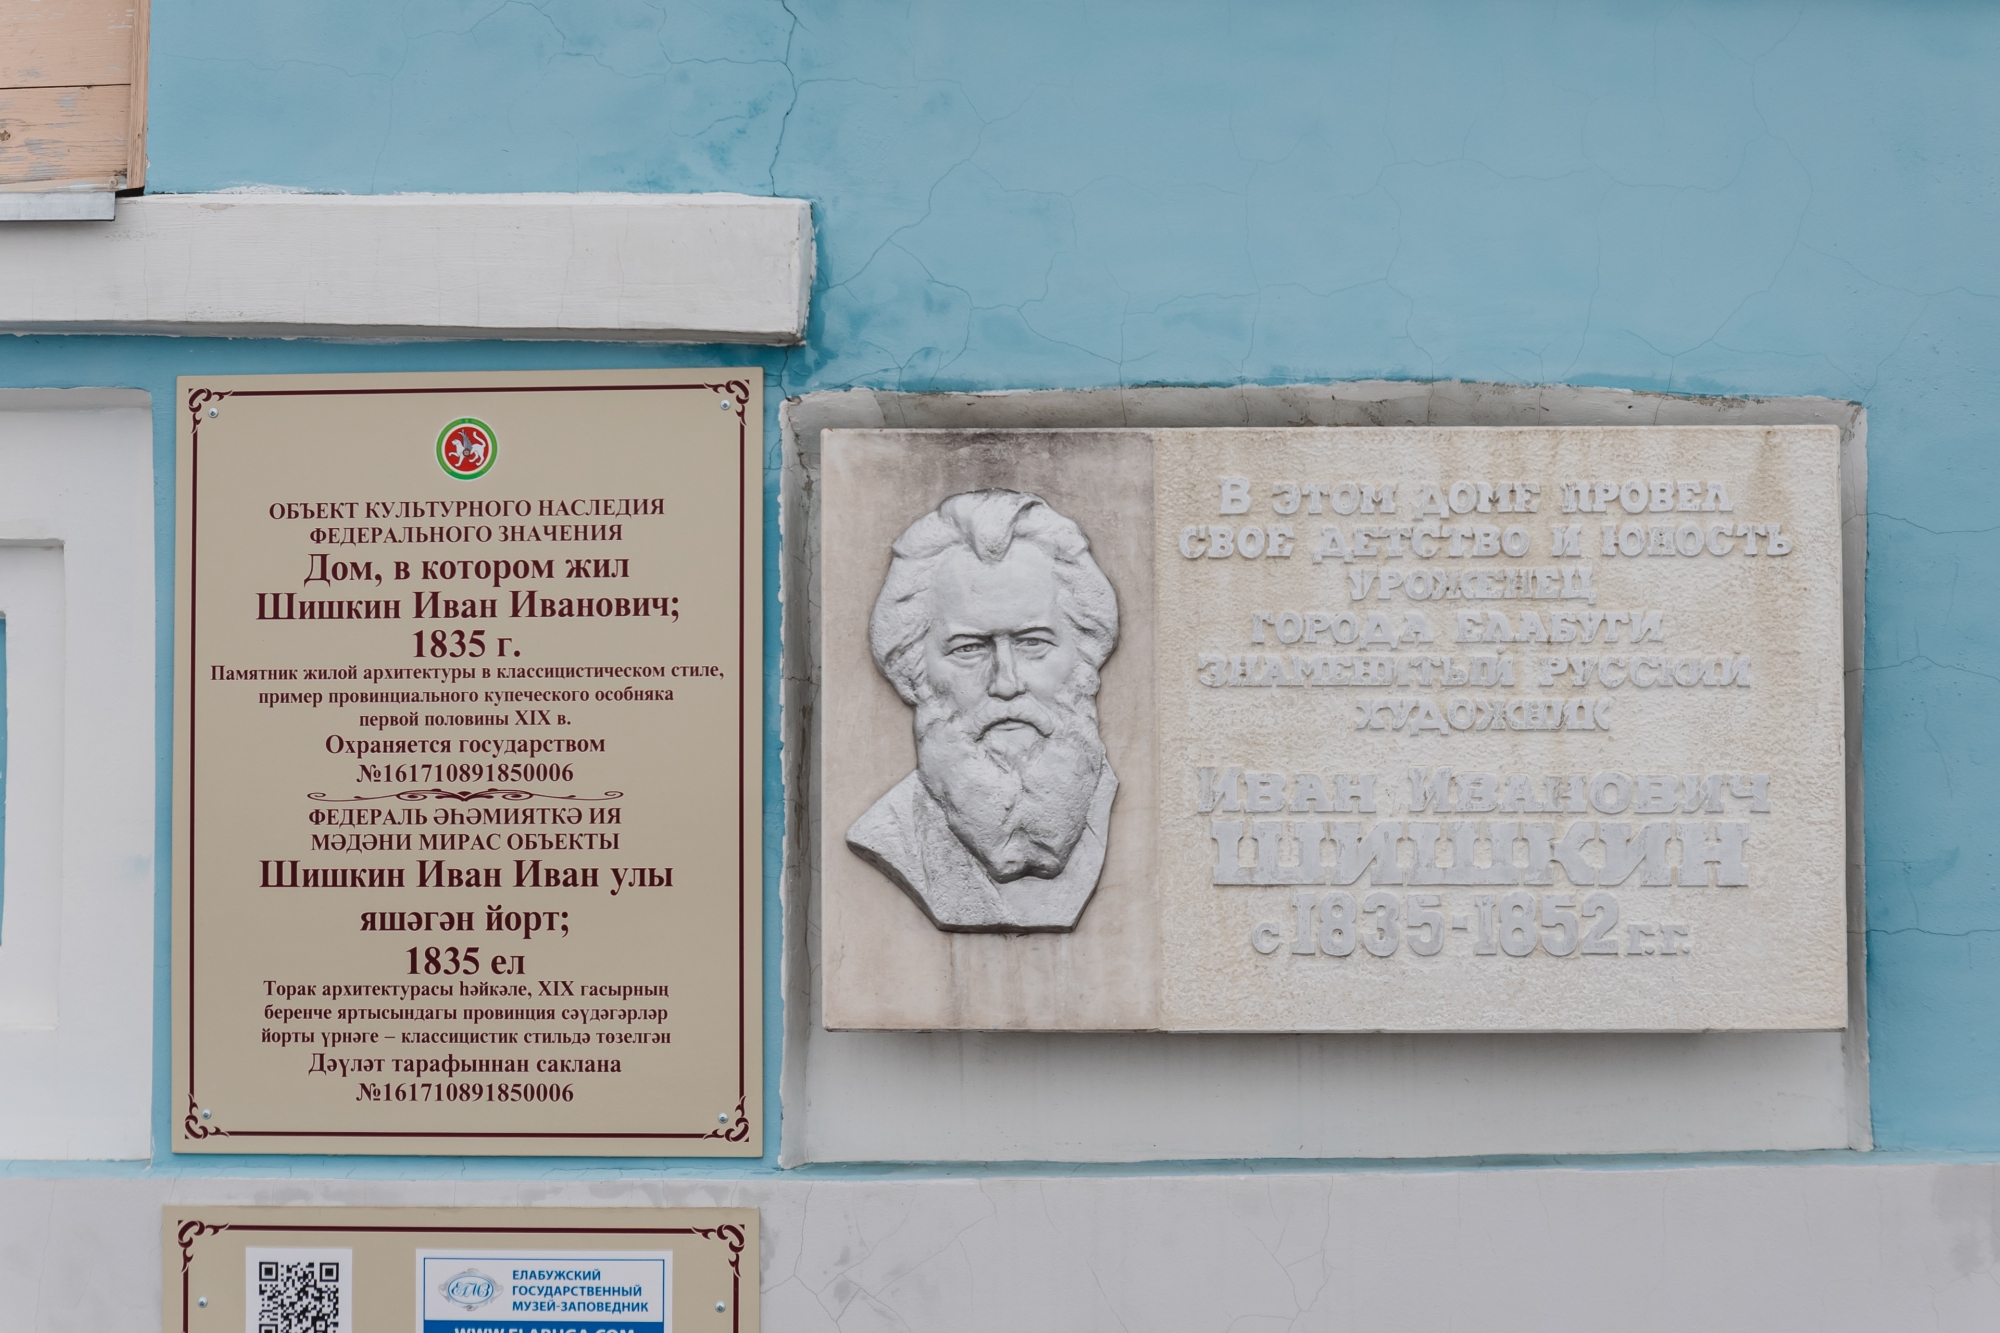 ОБЪЕКТ КУЛЬТУРНОГО НАСЛЕДИЯ
ФЕДЕРАЛЬНОГО ЗНАЧЕНИЯ
Дом, в котором жил
Шишкин Иван Иванович;
1835 г.
Памятник жилой архитектуры в классицистическом стиле,
пример провинциального купеческого особняка
первой половины XIX в.
Охраняется государством
№161710891850006
ФЕДЕРАЛЬ ӘҺӘМИЯТКӘ ИЯ
МӘДӘНИ МИРАС ОБЪЕКТЫ
Шишкин Иван Иван улы
яшәгән йорт;
1835 ел
Торак архитектурасы һәйкәле, XIX гасырның
беренче яртысындагы провинция сәүдәгәрләр
йорты үрнәге – классицистик стильдә төзелгән
Дәүләт тарафыннан саклана
№161710891850006
В ЭТОМ ДОМЕ ПРОВЕЛ
СВОЕ ДЕТСТВО И ЮНОСТЬ
УРОЖЕНЕЦ
ГОРОДА ЕЛАБУГИ
ЗНАМЕНИТЫЙ РУССКИЙ
ХУДОЖНИК
ИВАН ИВАНОВИЧ
ШИШКИН
с 1835-1852 г.г.
ЕГМЗ
ЕЛАБУЖСКИЙ
ГОСУДАРСТВЕННЫЙ
МУЗЕЙ-ЗАПОВЕДНИК
WWW.ELABUGA.COM